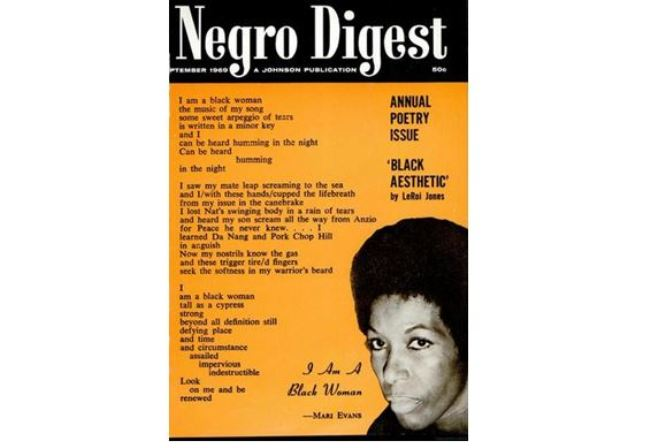 Negro Digest
PTEMBER 1969 A JOHNSON PUBLICATION 50c
I am a black woman
the music of my song
some sweet arpeggio of tears
is written in a minor key
and I
can be heard humming in the night
Can be heard
humming
in the night
I saw my mate leap screaming to the sea
and I/with these hands/cupped the lifebreath
from my issue in the canebrake
I lost Nat's swinging body in a rain of tears
and heard my son scream all the way from Anzio
for Peace he never knew. . . . I
learned Da Nang and Pork Chop Hill
in anguish
Now my nostrils know the gas
and these trigger tire/d fingers
seek the softness in my warrior's beard
I
am a black woman
tall as a cypress
strong
beyond all definition still
defying place
and time
and circumstance
assailed
impervious
indestructible
Look
on me and be
renewed
ANNUAL
POETRY
ISSUE
'BLACK
AESTHETIC'
by LeRoi Jones
I Am A
Black Woman
—MARI EVANS